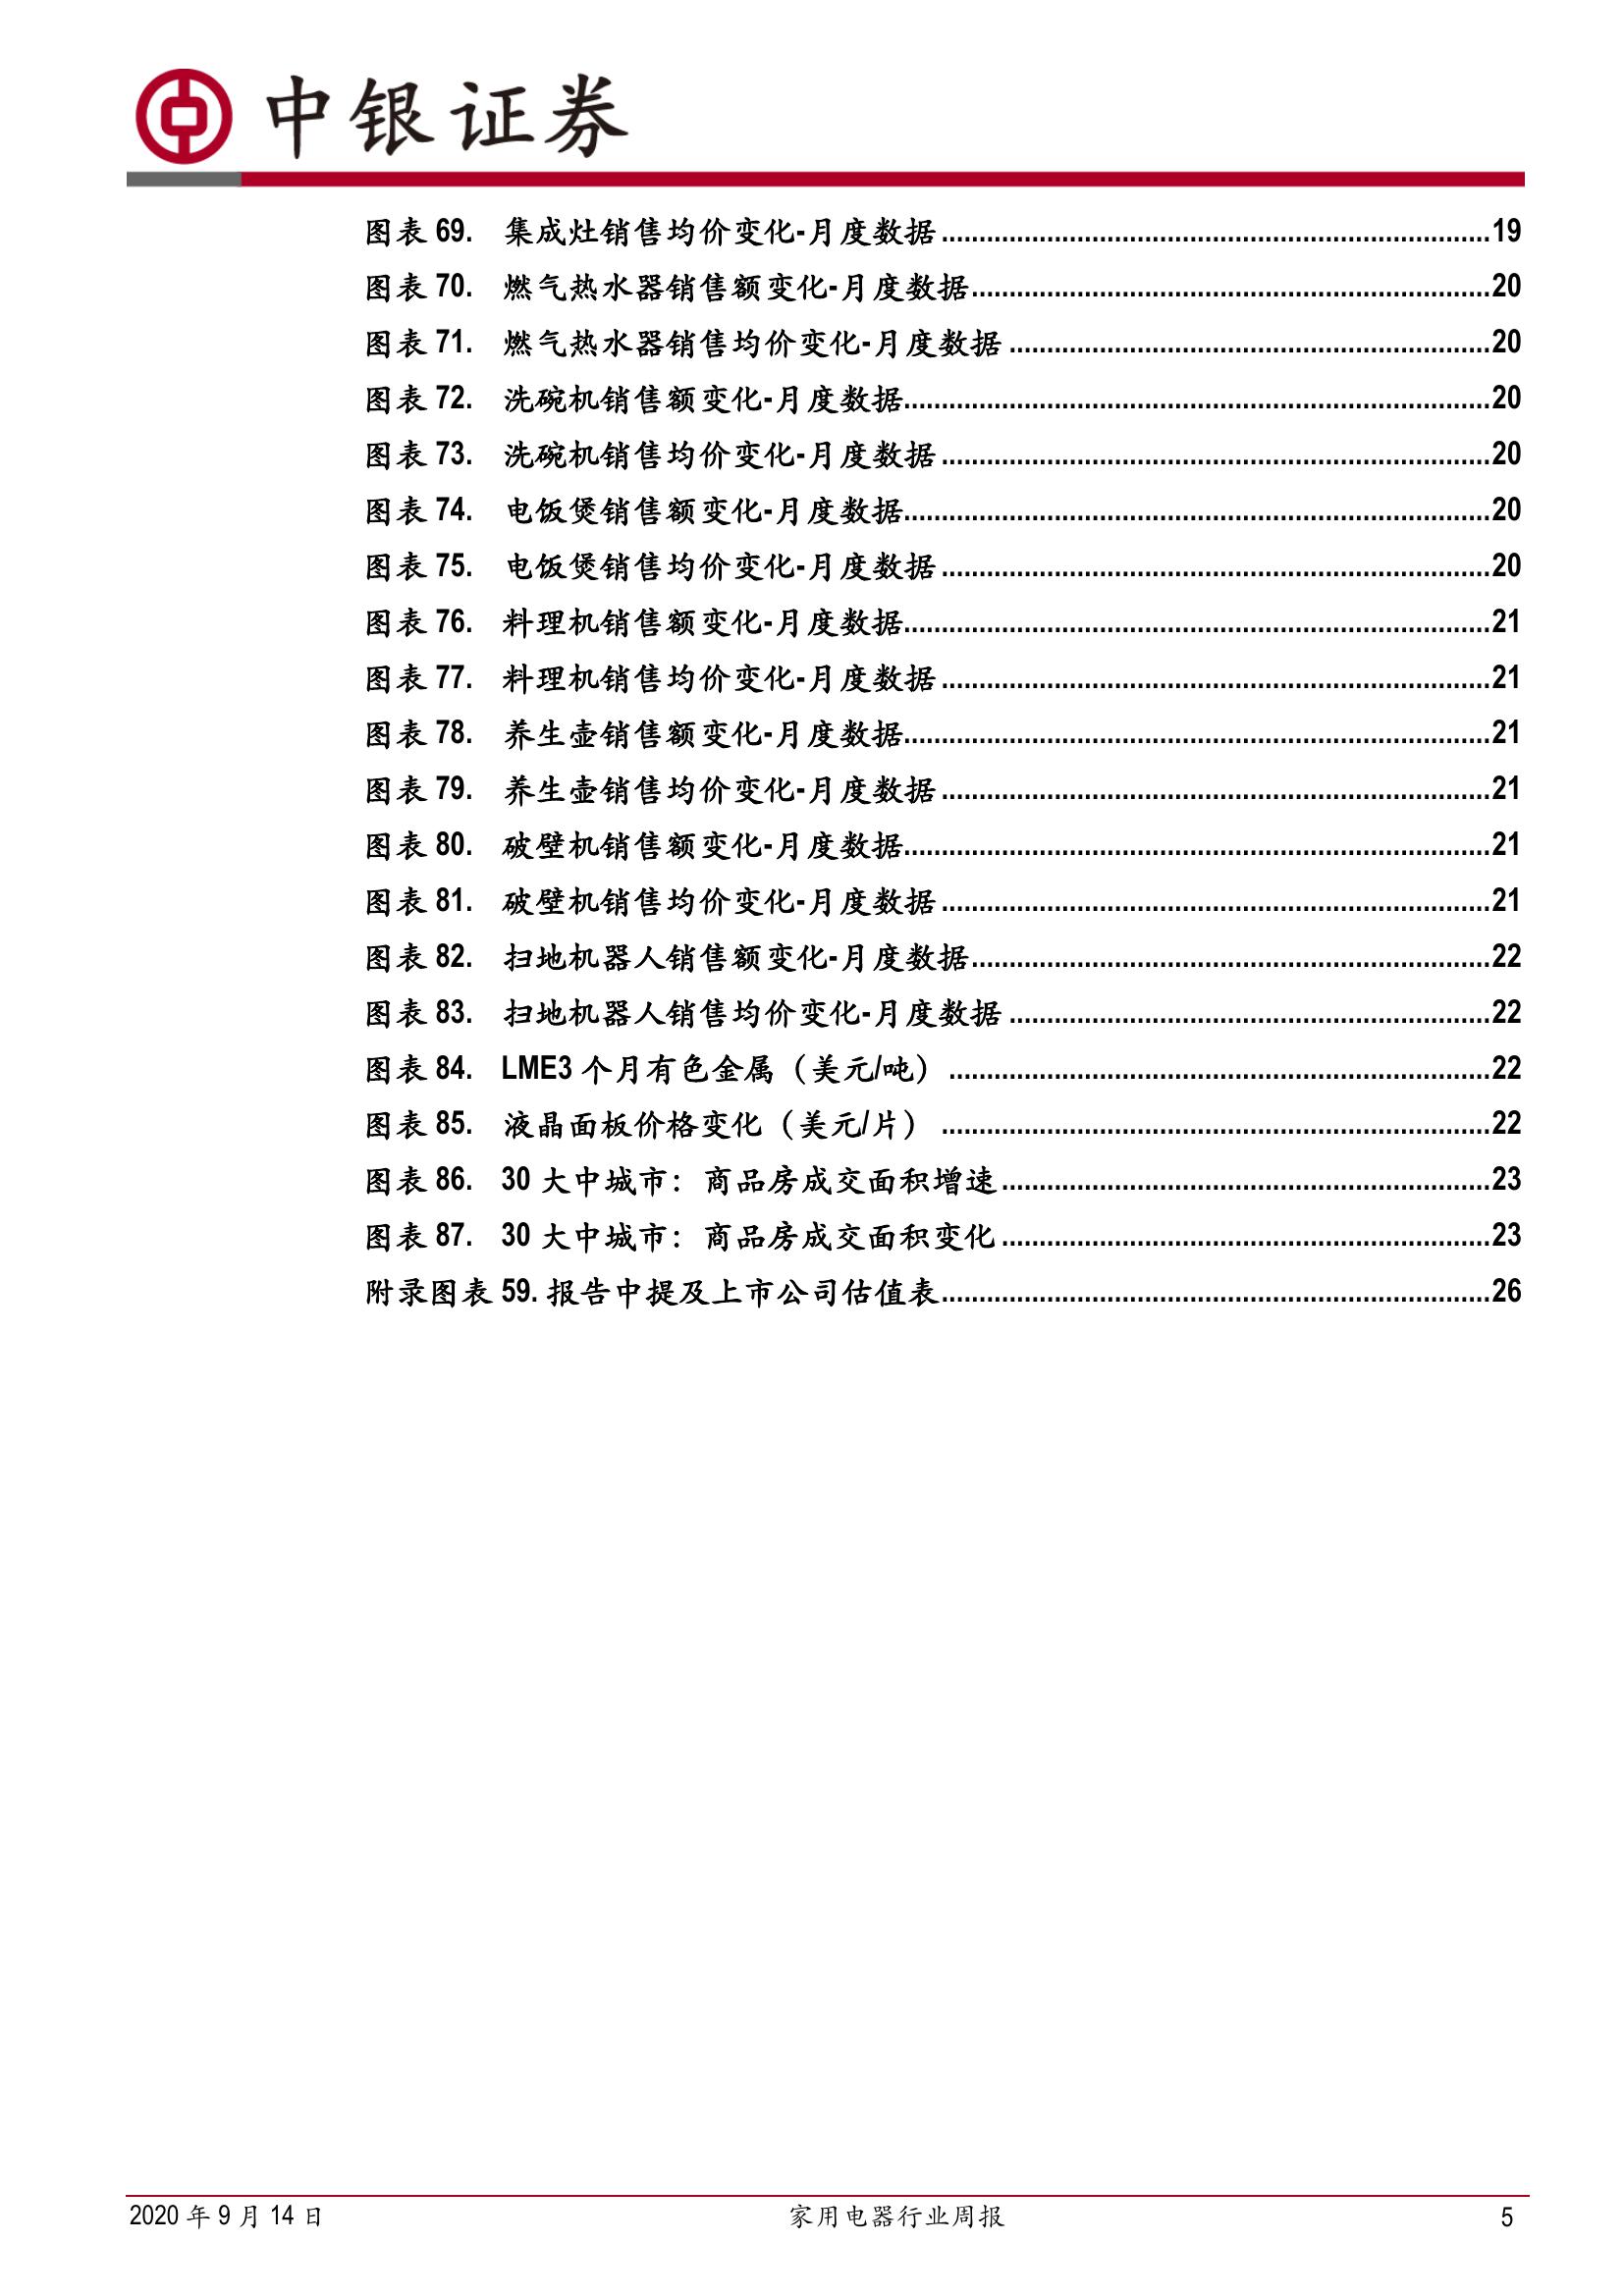 中银证券
图表 69. 集成灶销售均价变化-月度数据 ........................................................................19
图表 70. 燃气热水器销售额变化-月度数据....................................................................20
图表 71. 燃气热水器销售均价变化-月度数据 ...............................................................20
图表 72. 洗碗机销售额变化-月度数据.............................................................................20
图表 73. 洗碗机销售均价变化-月度数据 ........................................................................20
图表 74. 电饭煲销售额变化-月度数据.............................................................................20
图表 75. 电饭煲销售均价变化-月度数据 ........................................................................20
图表 76. 料理机销售额变化-月度数据.............................................................................21
图表 77. 料理机销售均价变化-月度数据 ........................................................................21
图表 78. 养生壶销售额变化-月度数据.............................................................................21
图表 79. 养生壶销售均价变化-月度数据 ........................................................................21
图表 80. 破壁机销售额变化-月度数据.............................................................................21
图表 81. 破壁机销售均价变化-月度数据 ........................................................................21
图表 82. 扫地机器人销售额变化-月度数据....................................................................22
图表 83. 扫地机器人销售均价变化-月度数据 ...............................................................22
图表 84. LME3 个月有色金属（美元/吨） .......................................................................22
图表 85. 液晶面板价格变化（美元/片） ........................................................................22
图表 86. 30 大中城市：商品房成交面积增速................................................................23
图表 87. 30 大中城市：商品房成交面积变化................................................................23
附录图表 59. 报告中提及上市公司估值表........................................................................26
2020 年 9 月 14 日 家用电器行业周报 5